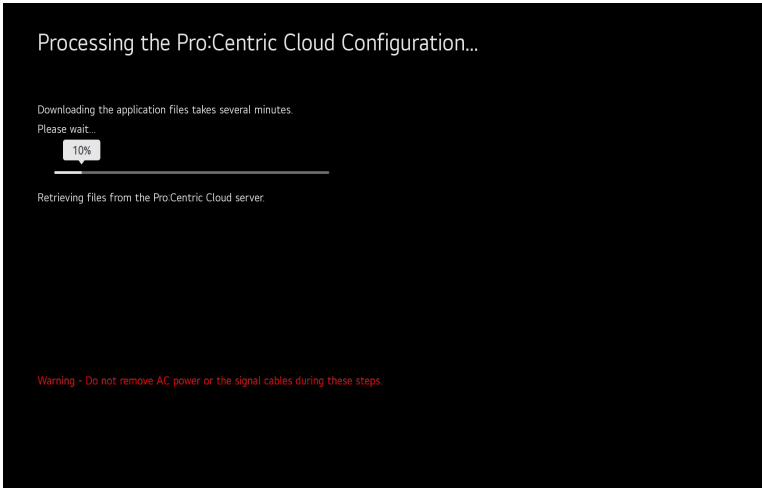 Processing the Pro:Centric Cloud Configuration...
Downloading the application files takes several minutes.
Please wait...
10%
Retrieving files from the Pro:Centric Cloud server.
Warning - Do not remove AC power or the signal cables during these steps.